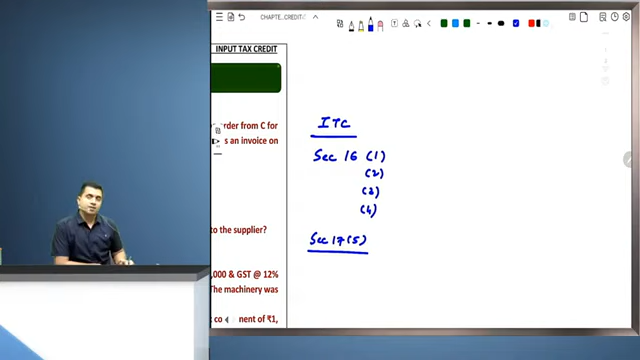 CHAPTE..CREDIT
INPUT TAX CREDIT
order from C for
s an invoice on
to the supplier?
,000 & GST @ 12%
The machinery was
co nent of ₹1,
ITC
Sec 16 (1)
(2)
(3)
(4)
Sec 17(5)